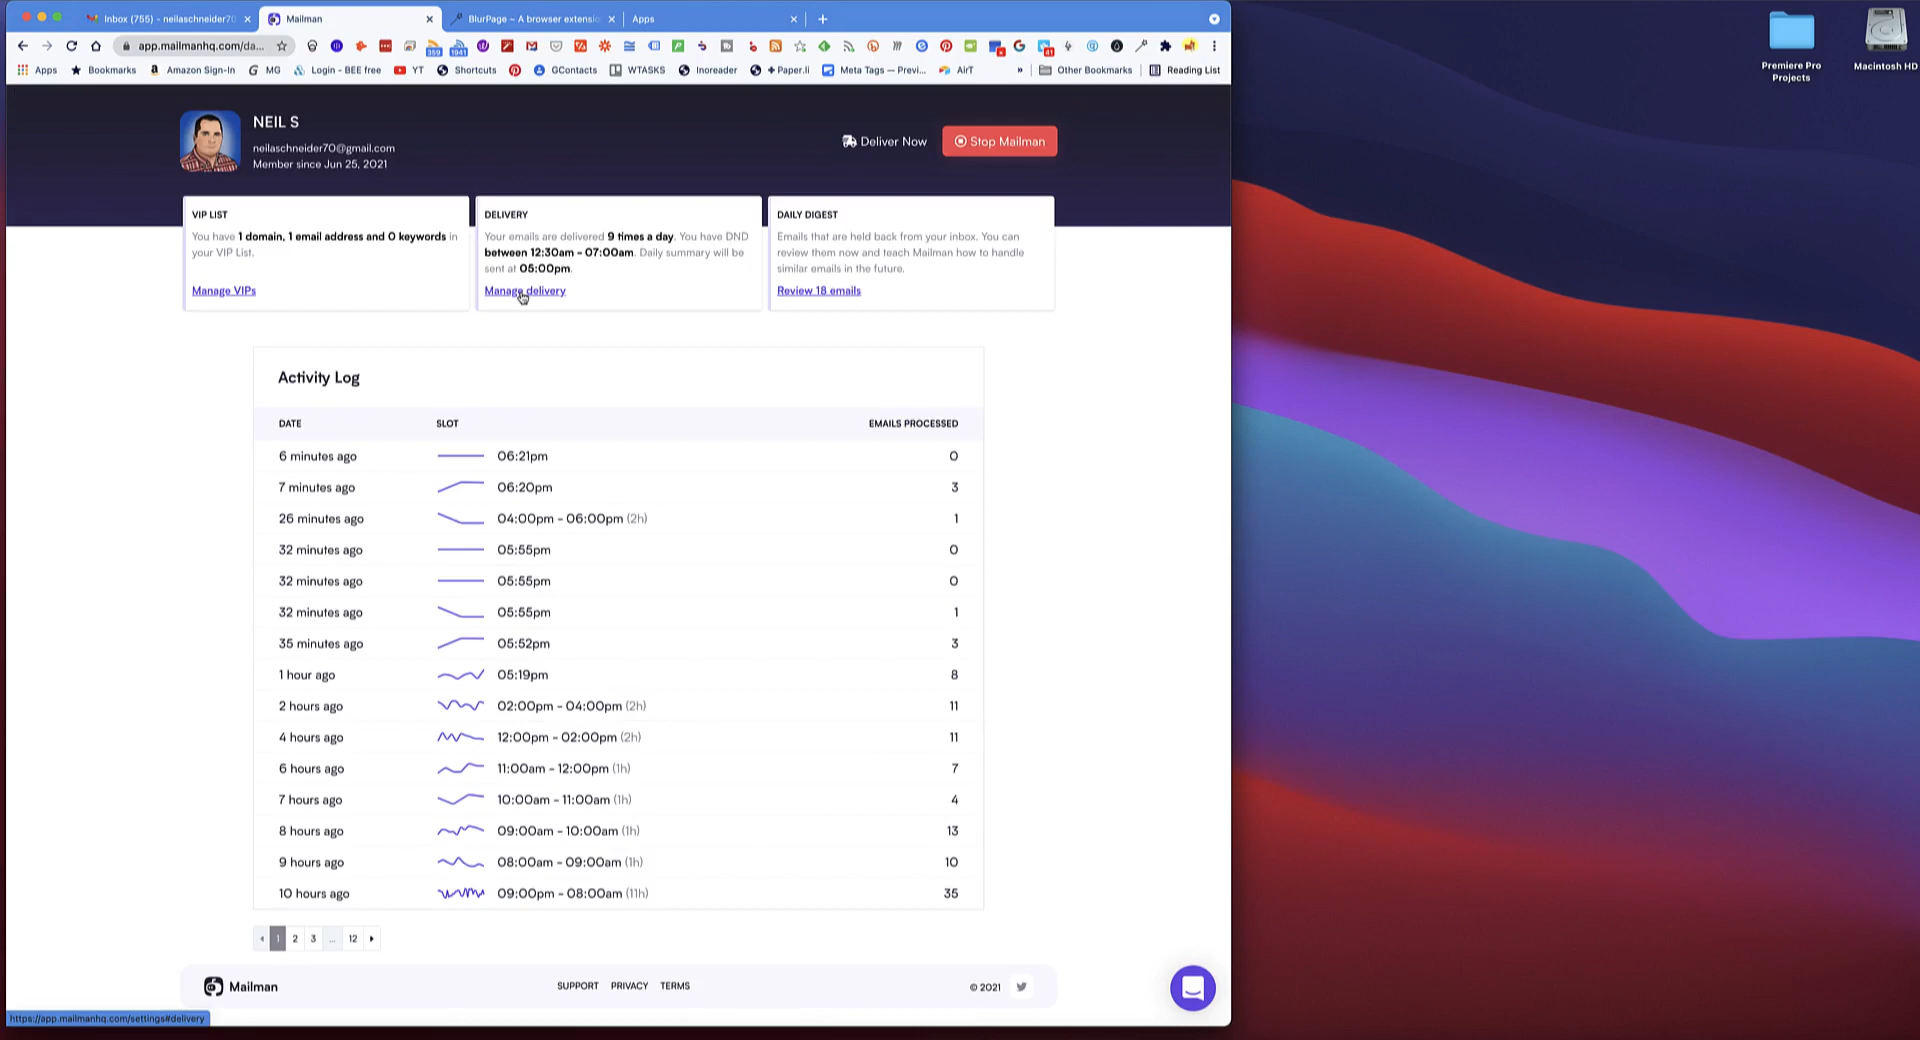 Inbox (755) - neilaschneider70
Mailman
BlurPage ~ A browser extensio
Apps
app.mailmanhq.com/da...
359
1941
41
Apps
Bookmarks
Amazon Sign-In
MG
Login - BEE free
YT
Shortcuts
GContacts
WTASKS
Inoreader
+ Paper.li
Meta Tags — Previ...
AirT
»
Other Bookmarks
Reading List
Premiere Pro
Projects
Macintosh HD
NEIL S
neilaschneider70@gmail.com
Member since Jun 25, 2021
Deliver Now
Stop Mailman
VIP LIST
You have 1 domain, 1 email address and 0 keywords in
your VIP List.
Manage VIPs
DELIVERY
Your emails are delivered 9 times a day. You have DND
between 12:30am - 07:00am. Daily summary will be
sent at 05:00pm.
Manage delivery
DAILY DIGEST
Emails that are held back from your inbox. You can
review them now and teach Mailman how to handle
similar emails in the future.
Review 18 emails
Activity Log
DATE SLOT EMAILS PROCESSED
6 minutes ago 06:21pm 0
7 minutes ago 06:20pm 3
26 minutes ago 04:00pm - 06:00pm (2h) 1
32 minutes ago 05:55pm 0
32 minutes ago 05:55pm 0
32 minutes ago 05:55pm 1
35 minutes ago 05:52pm 3
1 hour ago 05:19pm 8
2 hours ago 02:00pm - 04:00pm (2h) 11
4 hours ago 12:00pm - 02:00pm (2h) 11
6 hours ago 11:00am - 12:00pm (1h) 7
7 hours ago 10:00am - 11:00am (1h) 4
8 hours ago 09:00am - 10:00am (1h) 13
9 hours ago 08:00am - 09:00am (1h) 10
10 hours ago 09:00pm - 08:00am (11h) 35
1 2 3 ... 12
Mailman
SUPPORT PRIVACY TERMS
© 2021
https://app.mailmanhq.com/settings#delivery